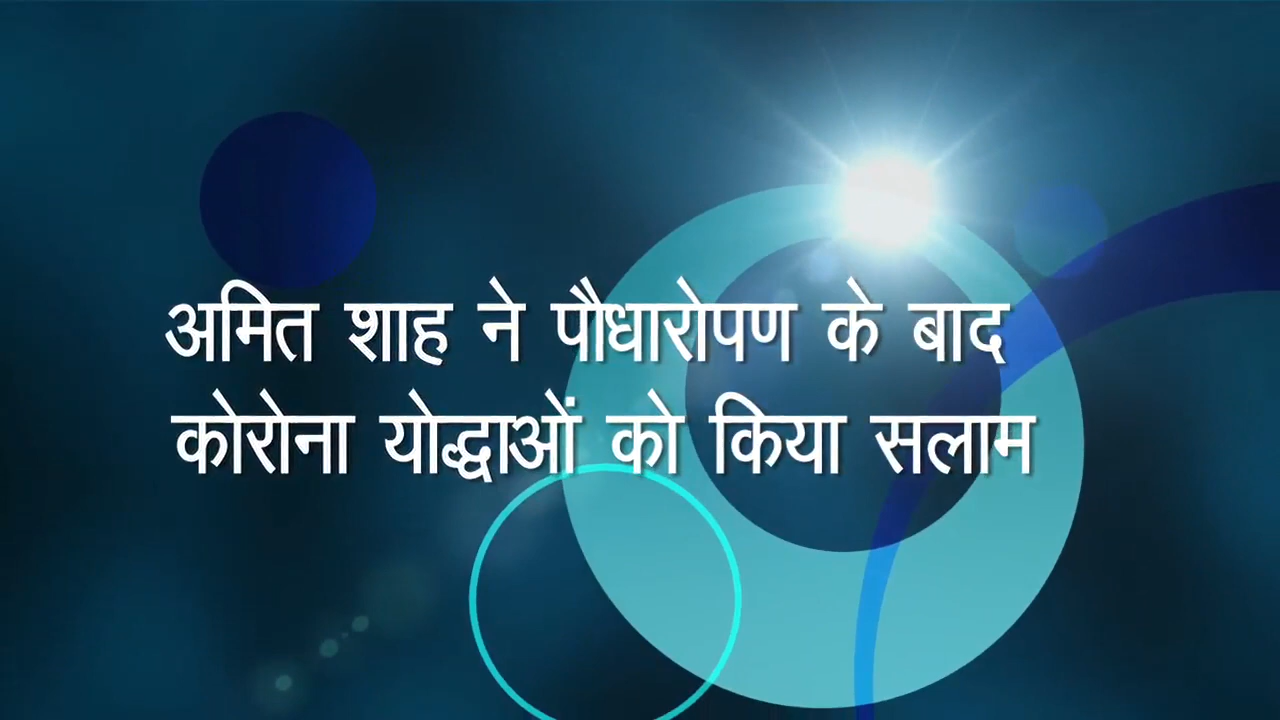 अमित शाह ने पौधारोपण के बाद
कोरोना योद्धाओं को किया सलाम